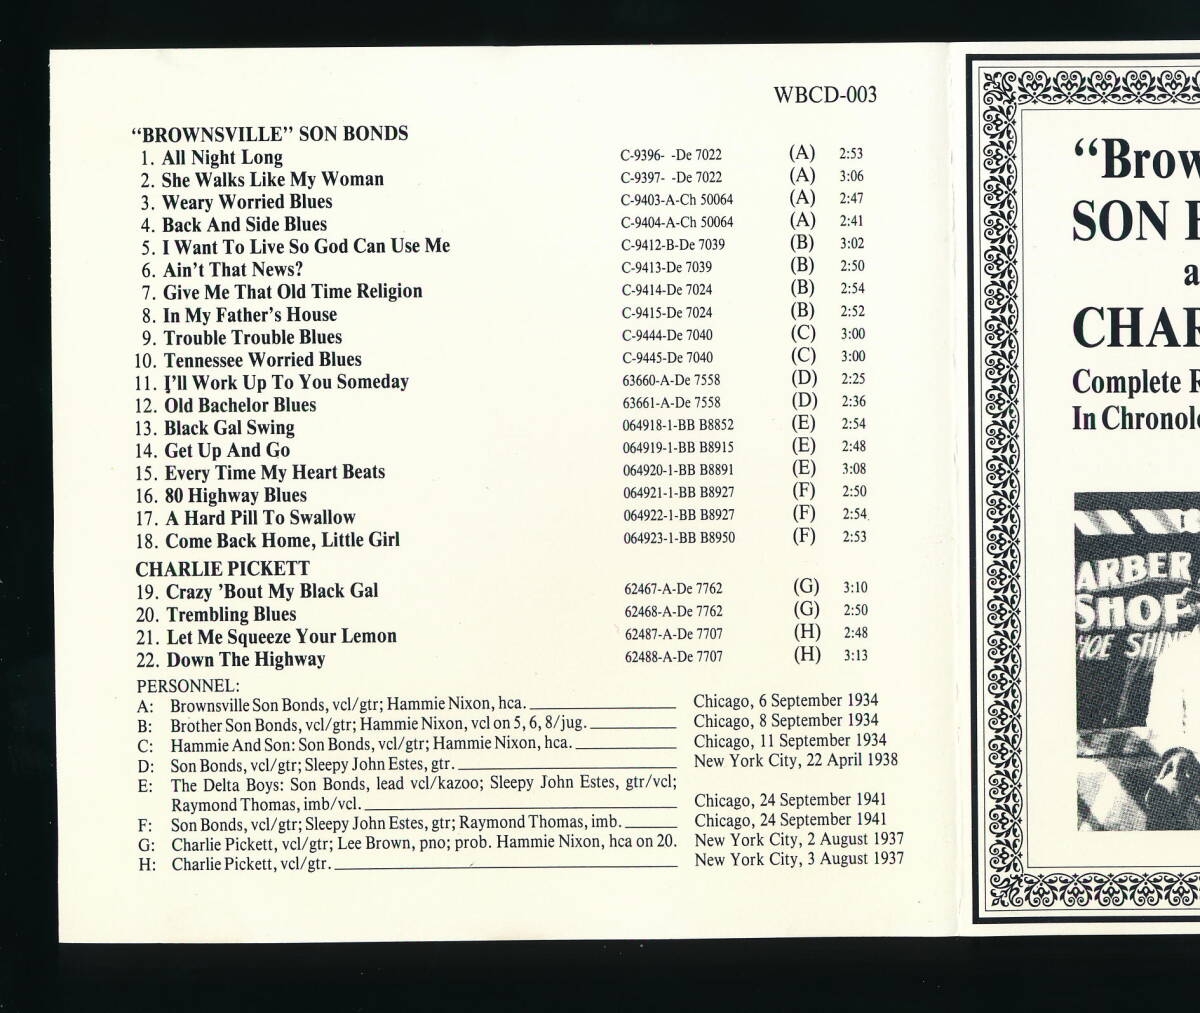 WBCD-003
"BROWNSVILLE" SON BONDS
1. All Night Long C-9396- -De 7022 (A) 2:53
2. She Walks Like My Woman C-9397- -De 7022 (A) 3:06
3. Weary Worried Blues C-9403-A-Ch 50064 (A) 2:47
4. Back And Side Blues C-9404-A-Ch 50064 (A) 2:41
5. I Want To Live So God Can Use Me C-9412-B-De 7039 (B) 3:02
6. Ain't That News? C-9413-De 7039 (B) 2:50
7. Give Me That Old Time Religion C-9414-De 7024 (B) 2:54
8. In My Father's House C-9415-De 7024 (B) 2:52
9. Trouble Trouble Blues C-9444-De 7040 (C) 3:00
10. Tennessee Worried Blues C-9445-De 7040 (C) 3:00
11. I'll Work Up To You Someday 63660-A-De 7558 (D) 2:25
12. Old Bachelor Blues 63661-A-De 7558 (D) 2:36
13. Black Gal Swing 064918-1-BB B8852 (E) 2:54
14. Get Up And Go 064919-1-BB B8915 (E) 2:48
15. Every Time My Heart Beats 064920-1-BB B8891 (E) 3:08
16. 80 Highway Blues 064921-1-BB B8927 (F) 2:50
17. A Hard Pill To Swallow 064922-1-BB B8927 (F) 2:54
18. Come Back Home, Little Girl 064923-1-BB B8950 (F) 2:53
CHARLIE PICKETT
19. Crazy 'Bout My Black Gal 62467-A-De 7762 (G) 3:10
20. Trembling Blues 62468-A-De 7762 (G) 2:50
21. Let Me Squeeze Your Lemon 62487-A-De 7707 (H) 2:48
22. Down The Highway 62488-A-De 7707 (H) 3:13
PERSONNEL:
A: Brownsville Son Bonds, vcl/gtr; Hammie Nixon, hca. Chicago, 6 September 1934
B: Brother Son Bonds, vcl/gtr; Hammie Nixon, vcl on 5, 6, 8/jug. Chicago, 8 September 1934
C: Hammie And Son: Son Bonds, vcl/gtr; Hammie Nixon, hca. Chicago, 11 September 1934
D: Son Bonds, vcl/gtr; Sleepy John Estes, gtr. New York City, 22 April 1938
E: The Delta Boys: Son Bonds, lead vcl/kazoo; Sleepy John Estes, gtr/vcl;
Raymond Thomas, imb/vcl. Chicago, 24 September 1941
F: Son Bonds, vcl/gtr; Sleepy John Estes, gtr; Raymond Thomas, imb. Chicago, 24 September 1941
G: Charlie Pickett, vcl/gtr; Lee Brown, pno; prob. Hammie Nixon, hca on 20. New York City, 2 August 1937
H: Charlie Pickett, vcl/gtr. New York City, 3 August 1937
"Brow
SON
a
CHAR
Complete
In Chronol
ARBER
SHOP
HOE SHIN